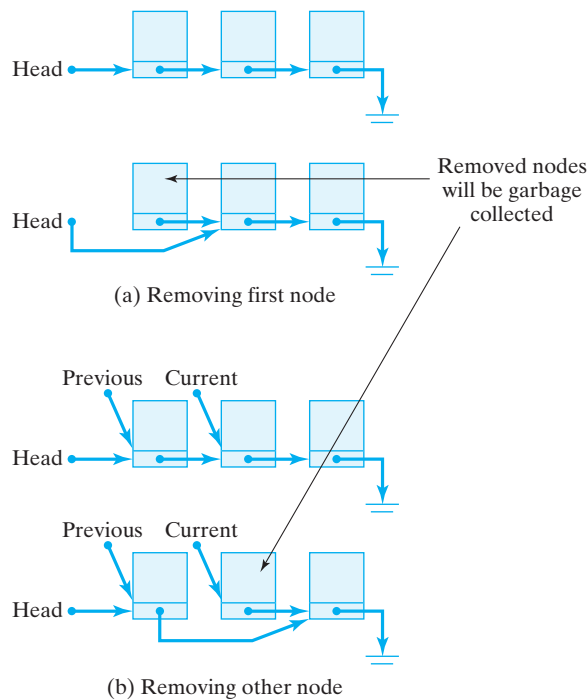 Head
Head
Removed nodes
will be garbage
collected
(a) Removing first node
Previous Current
Head
Previous Current
Head
(b) Removing other node